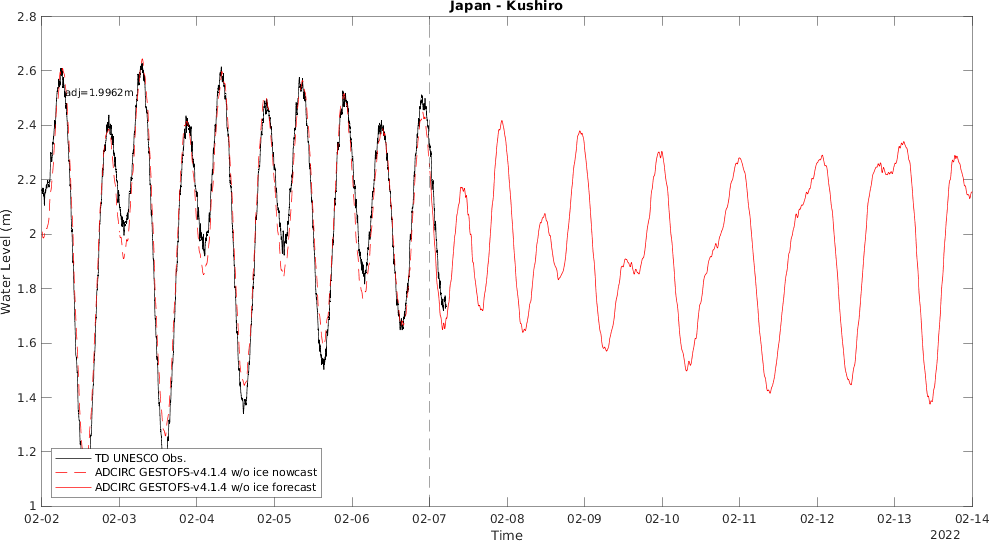 Japan - Kushiro
2.8
2.6
adj=1.9962m
2.4
2.2
2
1.8
1.6
1.4
1.2
1
Water Level (m)
TD UNESCO Obs.
ADCIRC GESTOFS-v4.1.4 w/o ice nowcast
ADCIRC GESTOFS-v4.1.4 w/o ice forecast
02-02 02-03 02-04 02-05 02-06 02-07 02-08 02-09 02-10 02-11 02-12 02-13 02-14
Time
2022